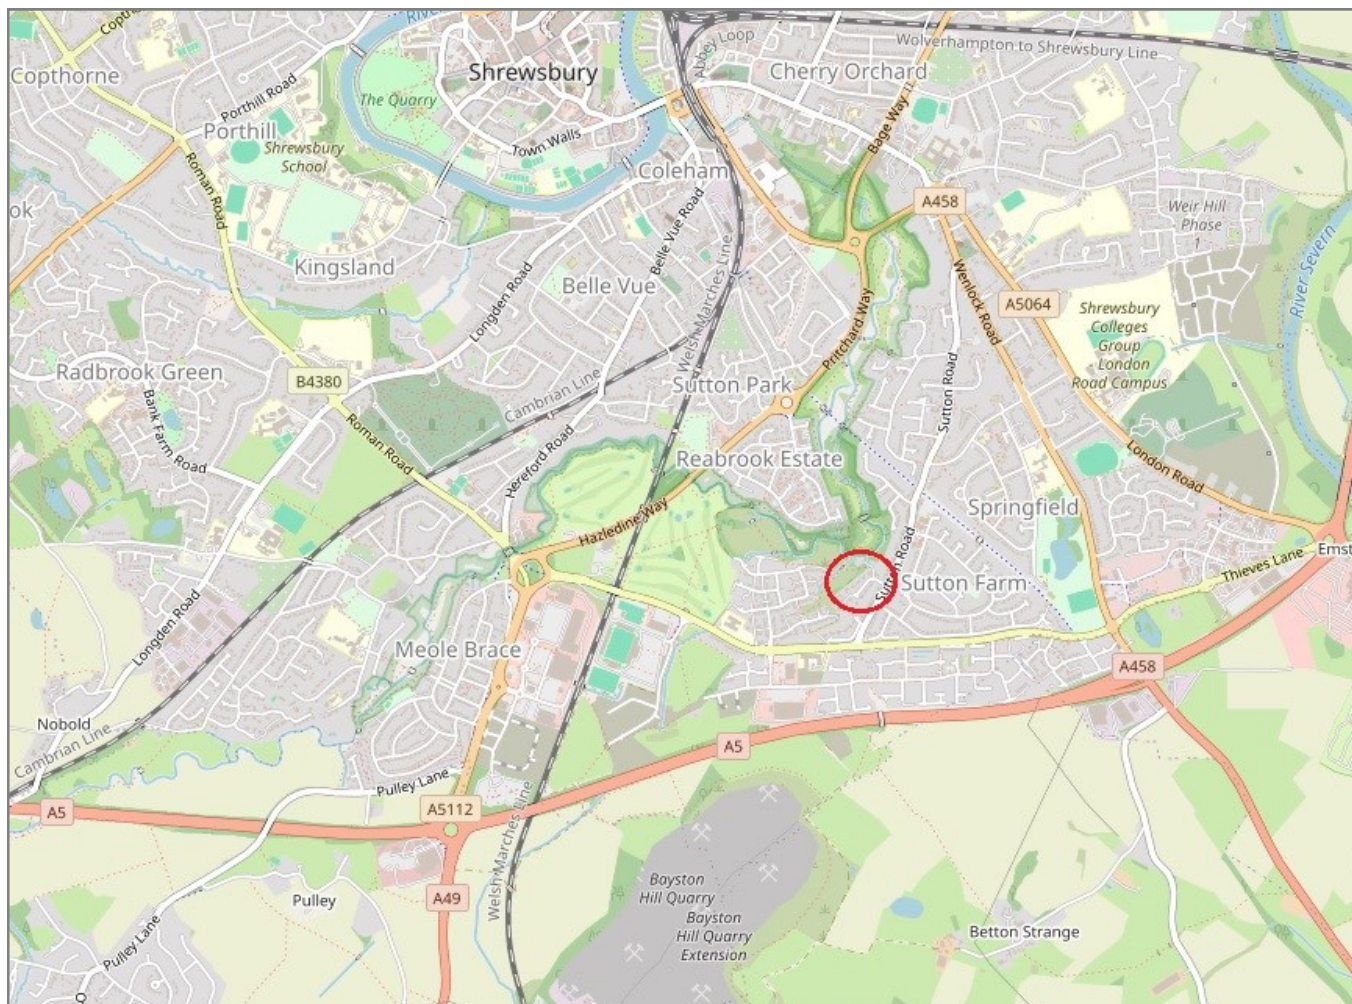 River
Copthorne
Copth
Porthill Road
The Quarry
Shrewsbury
Abbey Loop
Wolverhampton to Shrewsbury Line
Cherry Orchard
Porthill
Shrewsbury
School
Town Walls
Coleham
Bage Way
Roman Road
ok
A458
Weir Hill
Phase
1
Kingsland
Belle Vue
Belle Vue Road
Longden Road
Welsh Marches Line
Wenlock Road
A5064
River Severn
Shrewsbury
Colleges
Group
London
Road Campus
Pritchard Way
Radbrook Green
B4380
Cambrian Line
Sutton Park
Sutton Road
Bank Farm Road
Roman Road
Hereford Road
Reabrook Estate
London Road
Hazledine Way
Springfield
Sutton Road
Sutton Farm
Thieves Lane
Emst
Longden Road
Meole Brace
A458
Nobold
Cambrian Line
A5
Pulley Lane
A5
A5112
Welsh Marches Line
Pulley
A49
Bayston
Hill Quarry
Bayston
Hill Quarry
Extension
Betton Strange
Pulley Lane